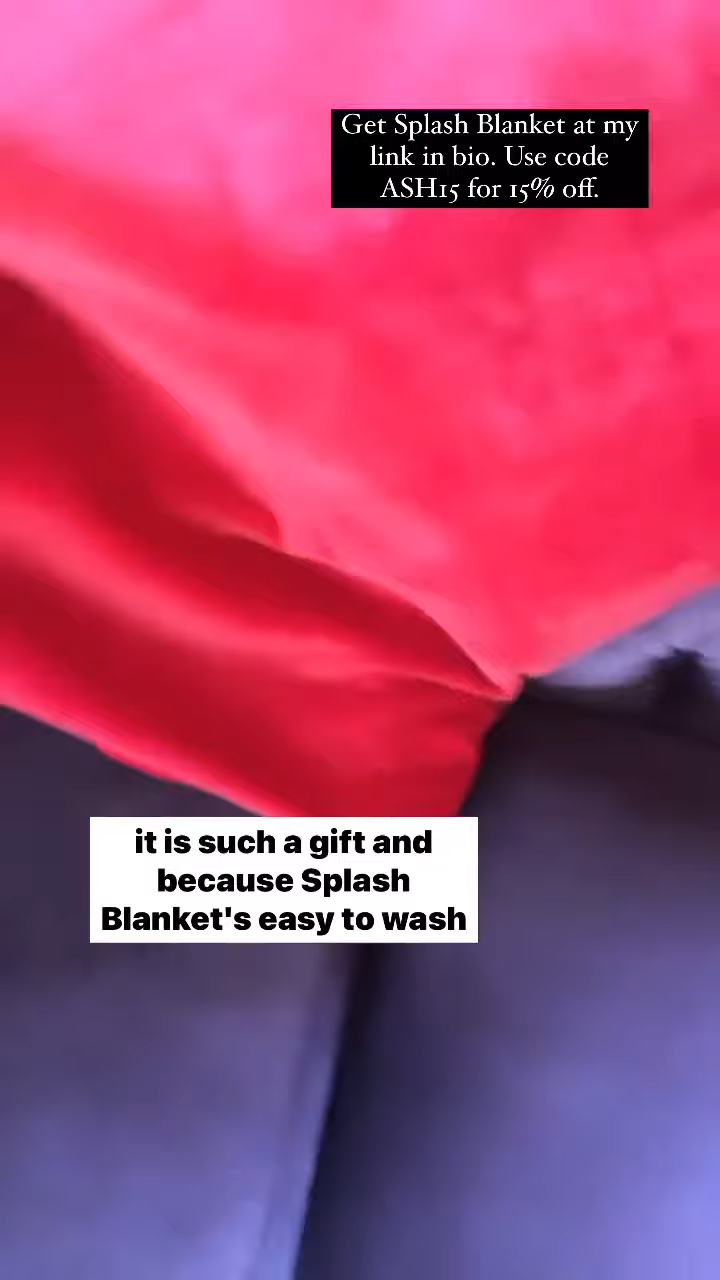 Get Splash Blanket at my
link in bio. Use code
ASH15 for 15% off.
it is such a gift and
because Splash
Blanket's easy to wash